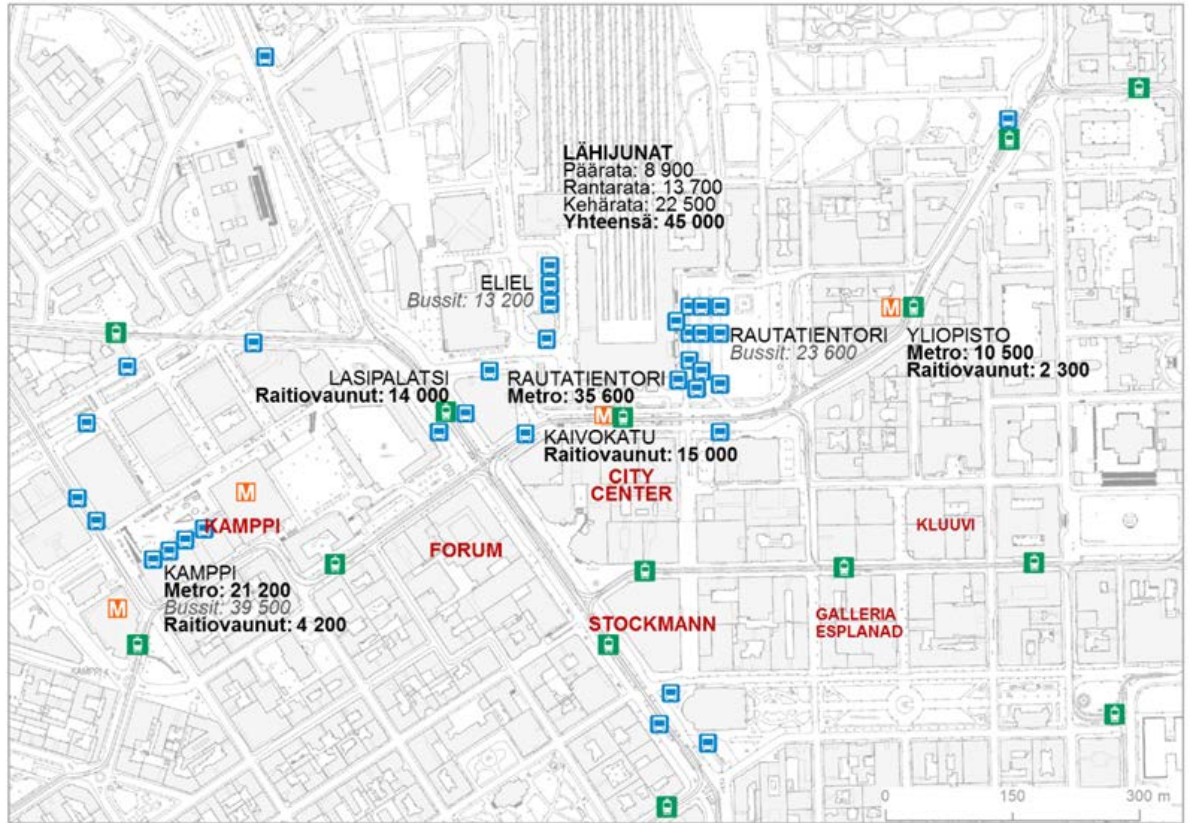 LÄHIJUNAT
Päärata: 8 900
Rantarata: 13 700
Kehärata: 22 500
Yhteensä: 45 000
ELIEL
Bussit: 13 200
RAUTATIENTORI
Bussit: 23 600
YLIOPISTO
Metro: 10 500
Raitiovaunut: 2 300
LASIPALATSI
Raitiovaunut: 14 000
RAUTATIENTORI
Metro: 35 600
KAIVOKATU
Raitiovaunut: 15 000
CITY
CENTER
M
M
M
M
KAMPPI
FORUM
KLUUVI
KAMPPI
Metro: 21 200
Bussit: 39 500
Raitiovaunut: 4 200
STOCKMANN
GALLERIA
ESPLANAD
0 150 300 m